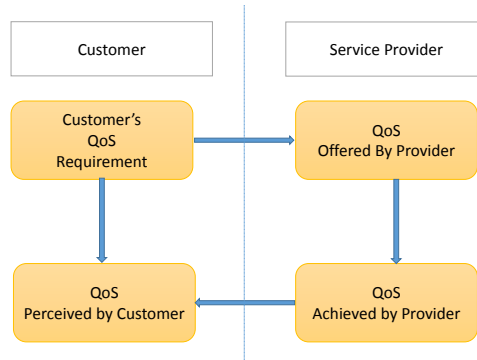 Customer
Service Provider
Customer's
QoS
Requirement
QoS
Offered By Provider
QoS
Perceived by Customer
QoS
Achieved by Provider